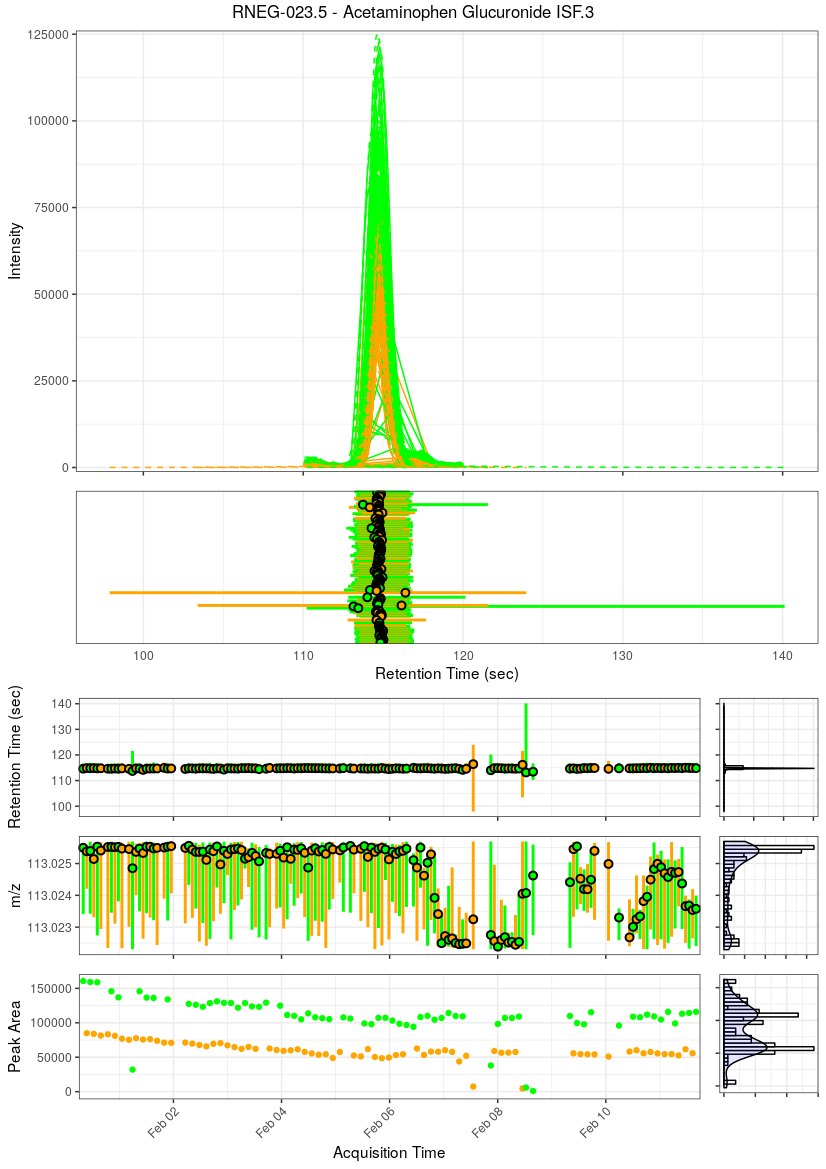 RNEG-023.5 - Acetaminophen Glucuronide ISF.3
125000
100000
75000
50000
25000
0
Intensity
100
110
120
130
140
Retention Time (sec)
140
130
120
110
100
Retention Time (sec)
113.025
113.024
113.023
m/z
150000
100000
50000
0
Peak Area
Feb 02
Feb 04
Feb 06
Feb 08
Feb 10
Acquisition Time